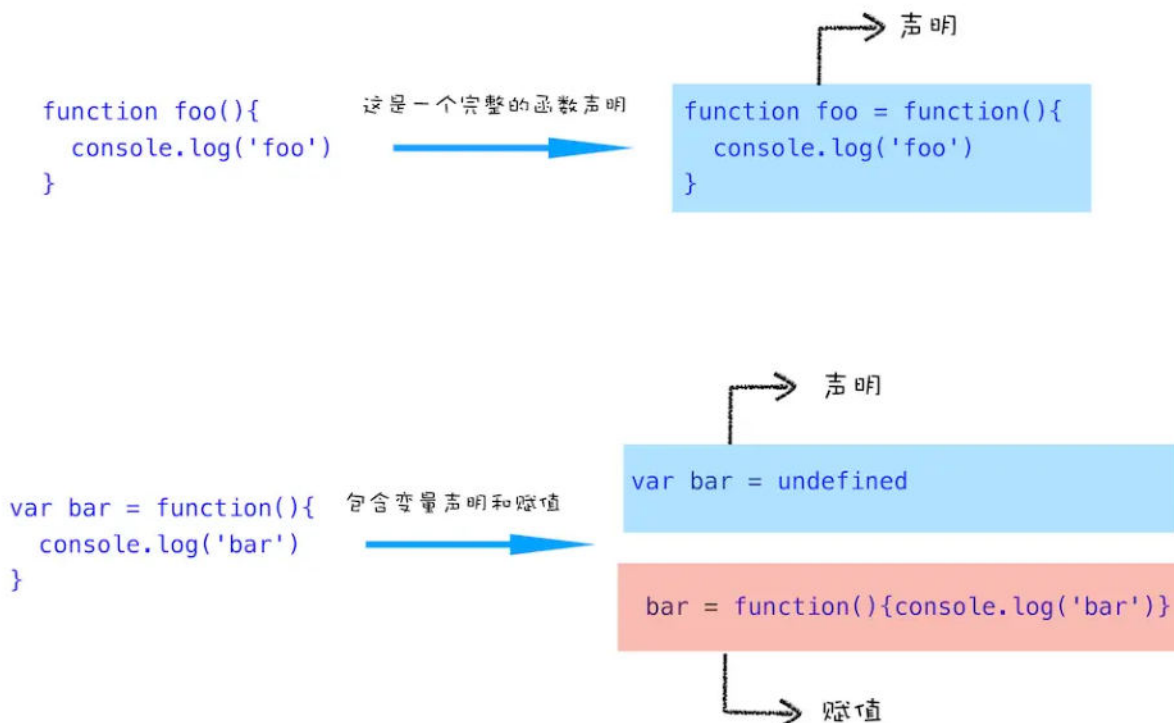 声明
function foo(){
  console.log('foo')
}
这是一个完整的函数声明
function foo = function(){
  console.log('foo')
}
声明
var bar = function(){
  console.log('bar')
}
包含变量声明和赋值
var bar = undefined
bar = function(){console.log('bar')}
赋值